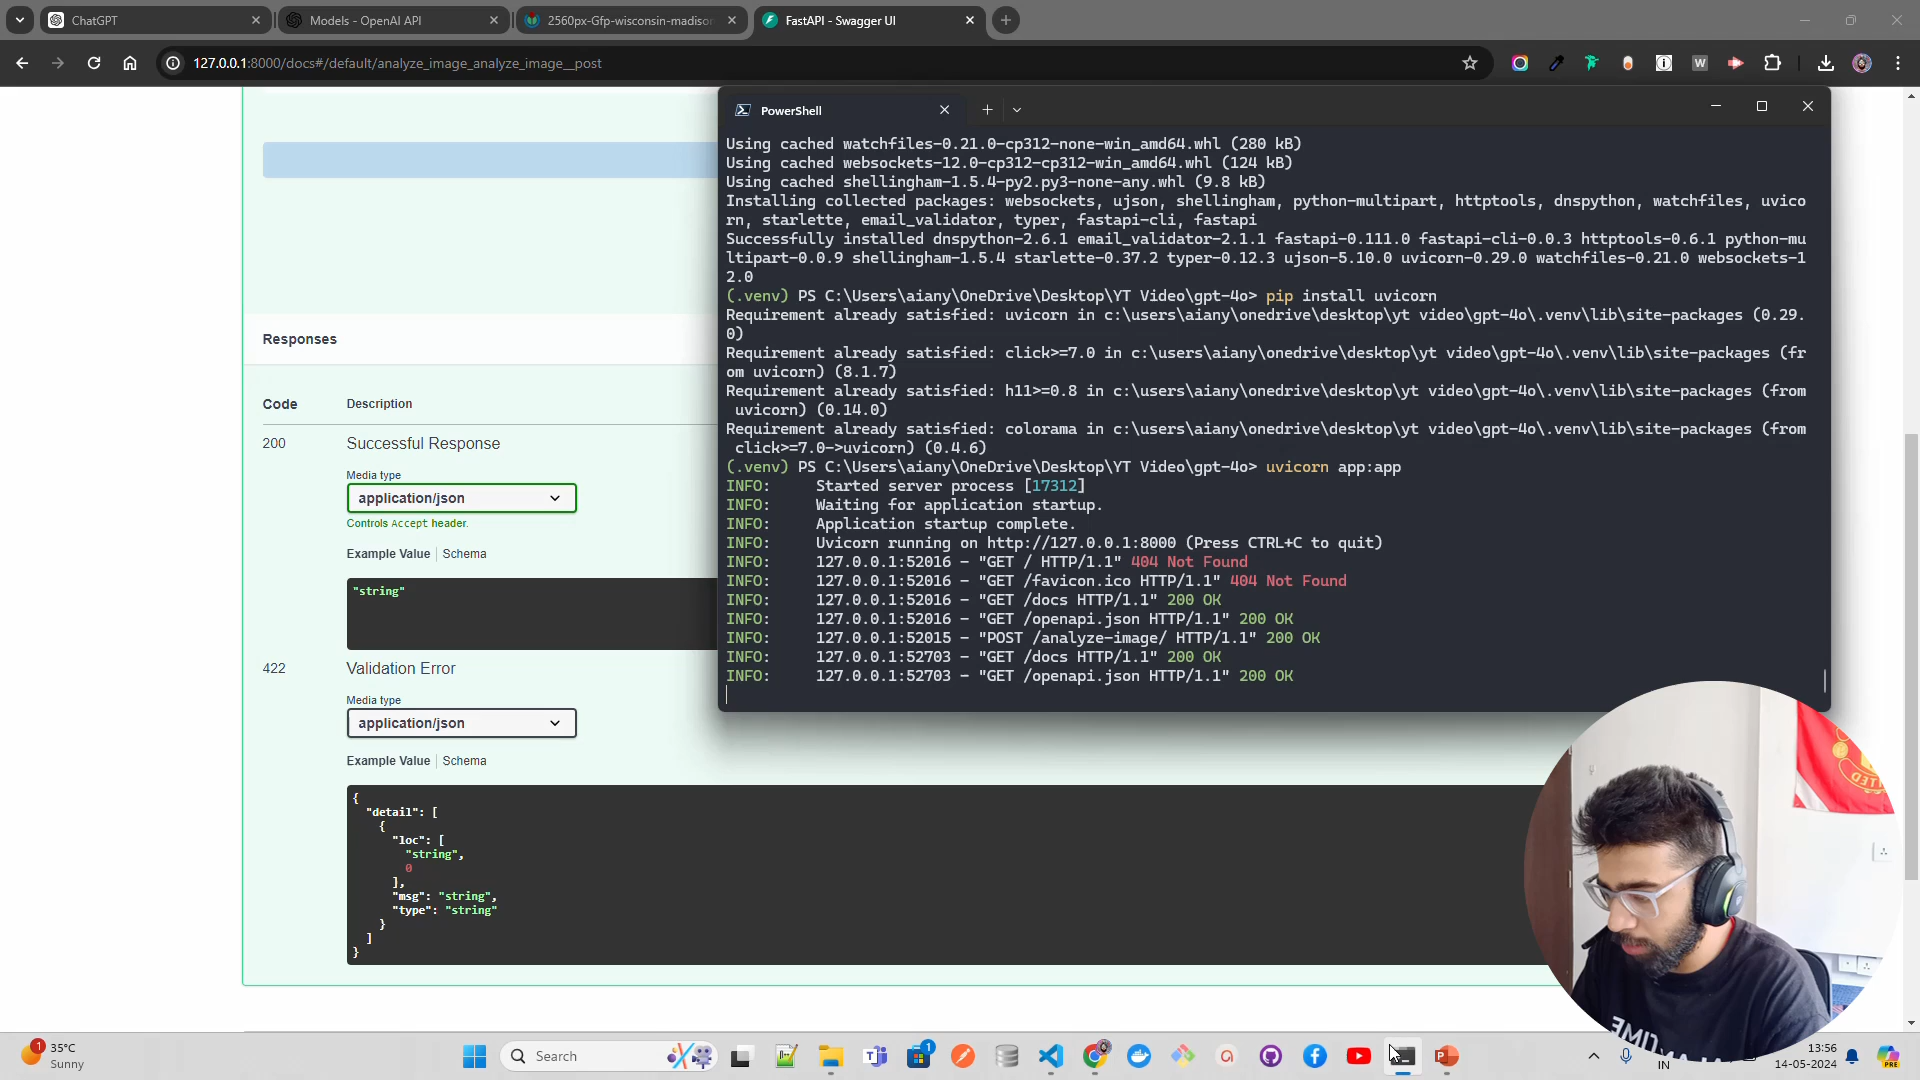 ChatGPT
Models - OpenAI API
2560px-Gfp-wisconsin-madiso
FastAPI - Swagger UI
127.0.0.1:8000/docs#/default/analyze_image_analyze_image__post
PowerShell
Using cached watchfiles-0.21.0-cp312-none-win_amd64.whl (280 kB)
Using cached websockets-12.0-cp312-cp312-win_amd64.whl (124 kB)
Using cached shellingham-1.5.4-py2.py3-none-any.whl (9.8 kB)
Installing collected packages: websockets, ujson, shellingham, python-multipart, httptools, dnspython, watchfiles, uvico
rn, starlette, email_validator, typer, fastapi-cli, fastapi
Successfully installed dnspython-2.6.1 email_validator-2.1.1 fastapi-0.111.0 fastapi-cli-0.0.3 httptools-0.6.1 python-mu
ltipart-0.0.9 shellingham-1.5.4 starlette-0.37.2 typer-0.12.3 ujson-5.10.0 uvicorn-0.29.0 watchfiles-0.21.0 websockets-1
2.0
(.venv) PS C:\Users\aiany\OneDrive\Desktop\YT Video\gpt-4o> pip install uvicorn
Requirement already satisfied: uvicorn in c:\users\aiany\onedrive\desktop\yt video\gpt-4o\.venv\lib\site-packages (0.29.
0)
Requirement already satisfied: click>=7.0 in c:\users\aiany\onedrive\desktop\yt video\gpt-4o\.venv\lib\site-packages (fr
om uvicorn) (8.1.7)
Requirement already satisfied: h11>=0.8 in c:\users\aiany\onedrive\desktop\yt video\gpt-4o\.venv\lib\site-packages (from
uvicorn) (0.14.0)
Requirement already satisfied: colorama in c:\users\aiany\onedrive\desktop\yt video\gpt-4o\.venv\lib\site-packages (from
click>=7.0->uvicorn) (0.4.6)
(.venv) PS C:\Users\aiany\OneDrive\Desktop\YT Video\gpt-4o> uvicorn app:app
INFO: Started server process [17312]
INFO: Waiting for application startup.
INFO: Application startup complete.
INFO: Uvicorn running on http://127.0.0.1:8000 (Press CTRL+C to quit)
INFO: 127.0.0.1:52016 - "GET / HTTP/1.1" 404 Not Found
INFO: 127.0.0.1:52016 - "GET /favicon.ico HTTP/1.1" 404 Not Found
INFO: 127.0.0.1:52016 - "GET /docs HTTP/1.1" 200 OK
INFO: 127.0.0.1:52016 - "GET /openapi.json HTTP/1.1" 200 OK
INFO: 127.0.0.1:52015 - "POST /analyze-image/ HTTP/1.1" 200 OK
INFO: 127.0.0.1:52703 - "GET /docs HTTP/1.1" 200 OK
INFO: 127.0.0.1:52703 - "GET /openapi.json HTTP/1.1" 200 OK
Responses
Code Description
200 Successful Response
Media type
application/json
Controls Accept header.
Example Value Schema
"string"
422 Validation Error
Media type
application/json
Example Value Schema
{
"detail": [
{
"loc": [
"string",
0
],
"msg": "string",
"type": "string"
}
]
}
1
35°C
Sunny
Search
1
IN
13:56
14-05-2024
PRE